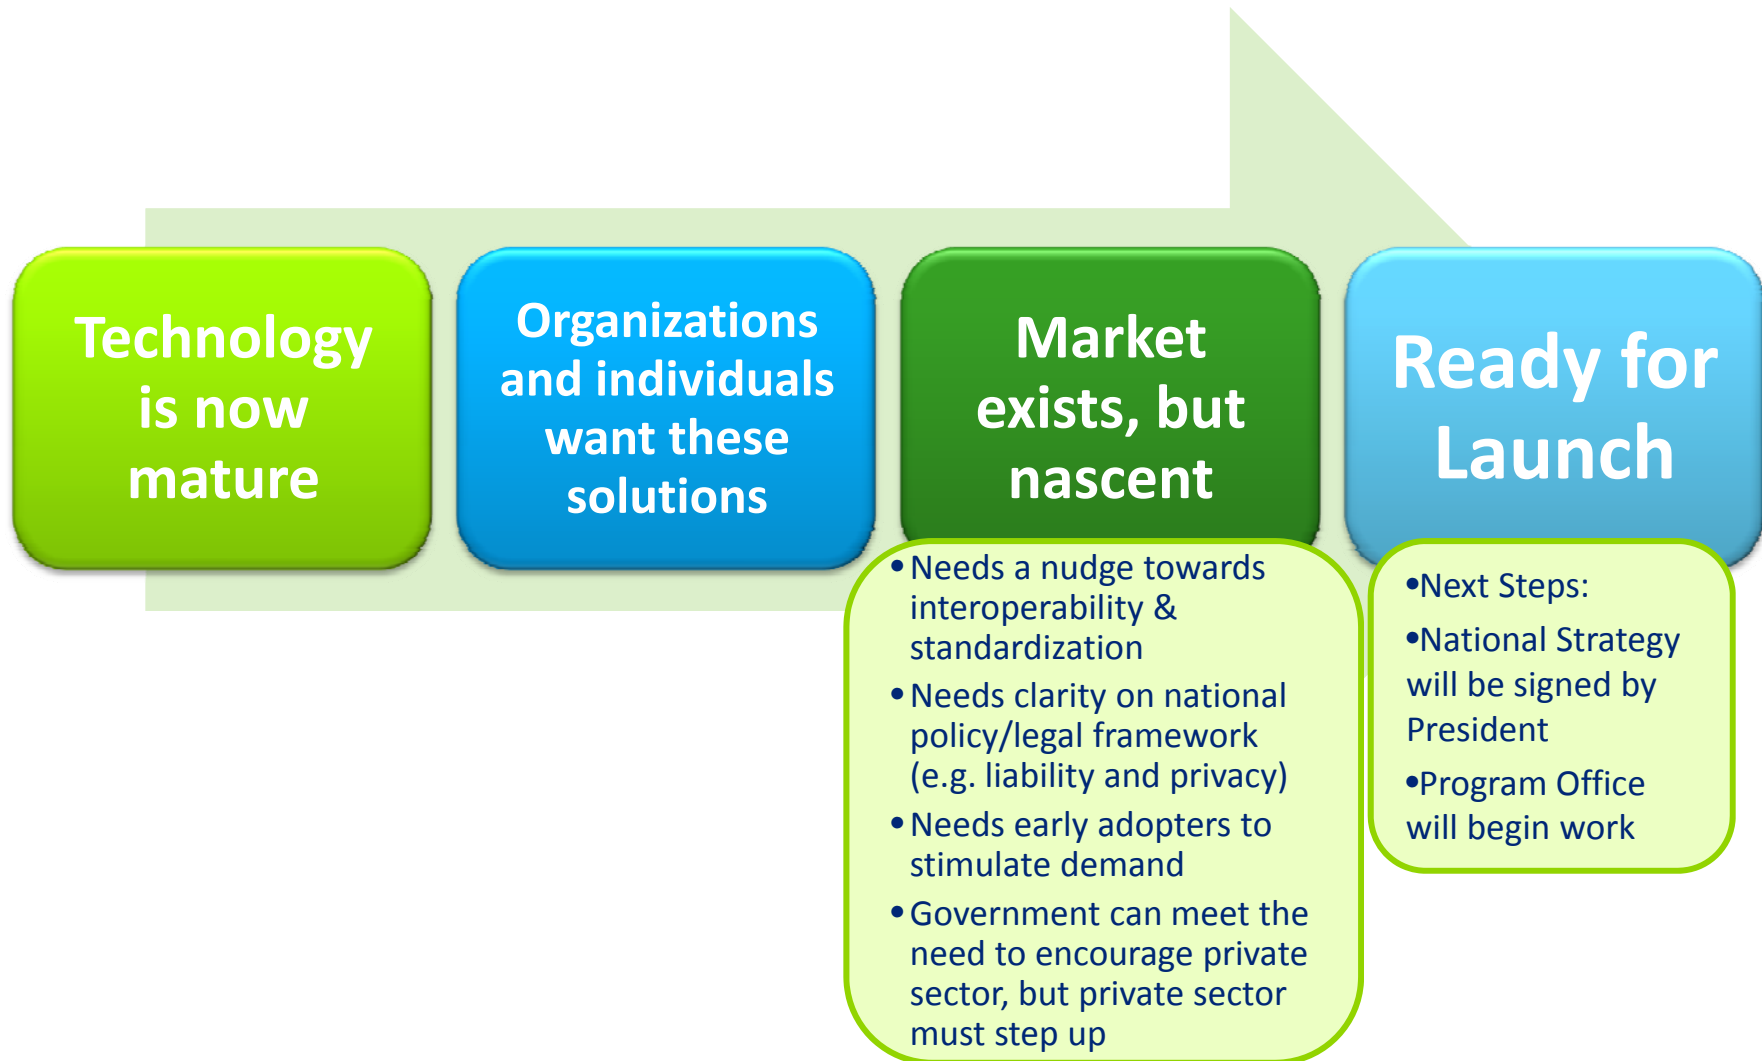 Technology
is now
mature
Organizations
and individuals
want these
solutions
Market
exists, but
nascent
Ready for
Launch
•Needs a nudge towards
interoperability &
standardization
•Needs clarity on national
policy/legal framework
(e.g. liability and privacy)
•Needs early adopters to
stimulate demand
•Government can meet the
need to encourage private
sector, but private sector
must step up
•Next Steps:
•National Strategy
will be signed by
President
•Program Office
will begin work